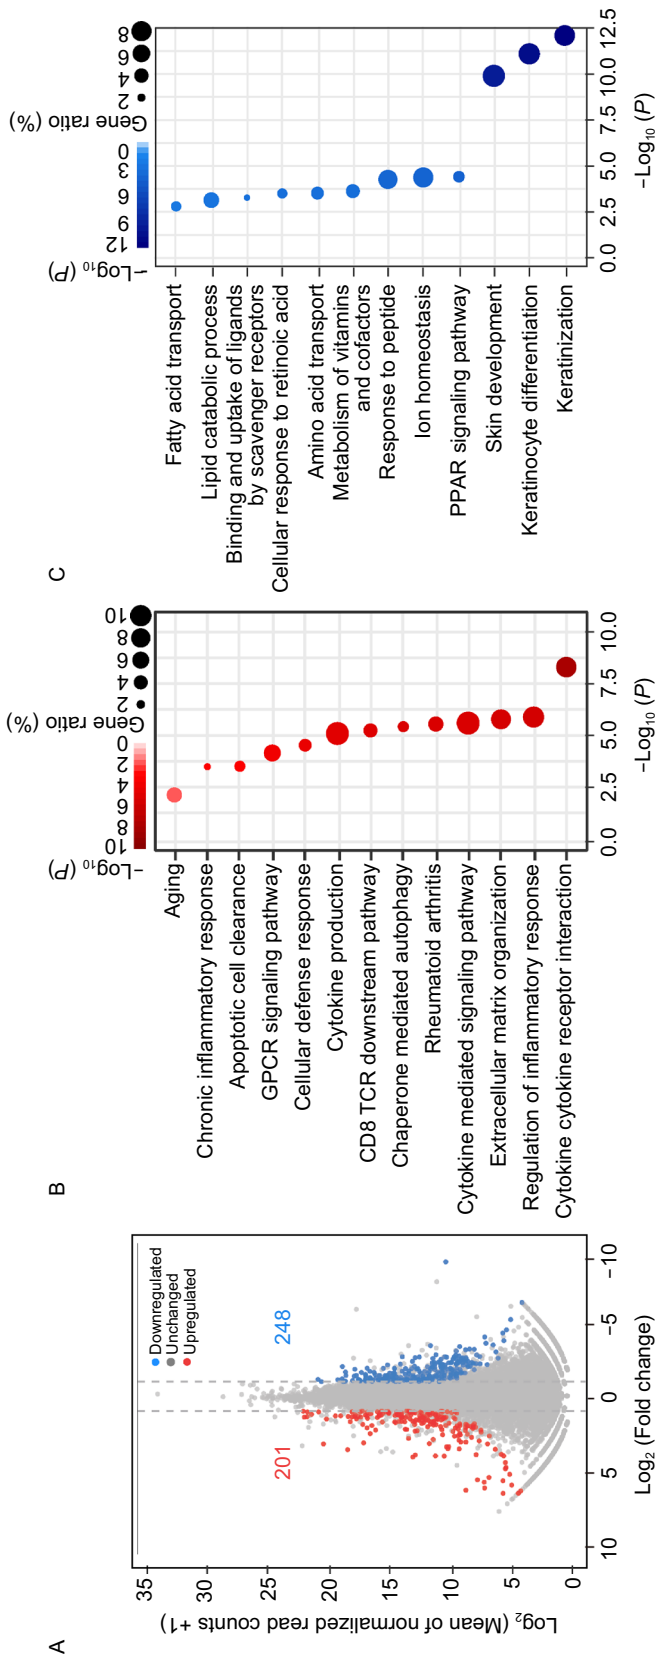 A
Log₂ (Mean of normalized read counts +1)
35
30
25
20
15
10
5
0
10
5
0
−5
−10
Log₂ (Fold change)
201
248
Downregulated
Unchanged
Upregulated
B
−Log₁₀ (P)
10 8 6 4 2 0
Gene ratio (%)
2 4 6 8 10
Aging
Chronic inflammatory response
Apoptotic cell clearance
GPCR signaling pathway
Cellular defense response
Cytokine production
CD8 TCR downstream pathway
Chaperone mediated autophagy
Rheumatoid arthritis
Cytokine mediated signaling pathway
Extracellular matrix organization
Regulation of inflammatory response
Cytokine cytokine receptor interaction
0.0 2.5 5.0 7.5 10.0
−Log₁₀ (P)
C
−Log₁₀ (P)
12 9 6 3 0
Gene ratio (%)
2 4 6 8
Fatty acid transport
Lipid catabolic process
Binding and uptake of ligands
by scavenger receptors
Cellular response to retinoic acid
Amino acid transport
Metabolism of vitamins
and cofactors
Response to peptide
Ion homeostasis
PPAR signaling pathway
Skin development
Keratinocyte differentiation
Keratinization
0.0 2.5 5.0 7.5 10.0 12.5
−Log₁₀ (P)